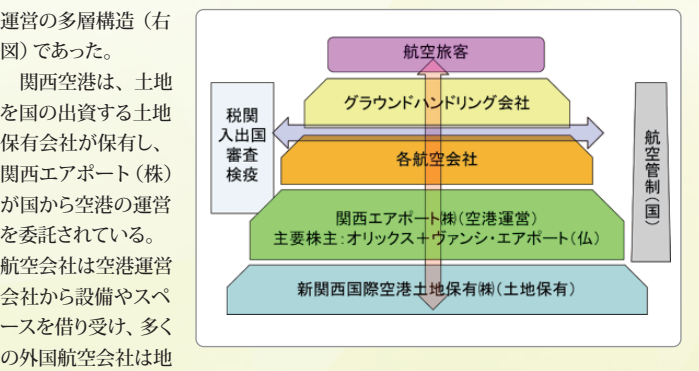 運営の多層構造（右
図）であった。
　関西空港は、土地
を国の出資する土地
保有会社が保有し、
関西エアポート（株）
が国から空港の運営
を委託されている。
航空会社は空港運営
会社から設備やスペ
ースを借り受け、多く
の外国航空会社は地
航空旅客
グラウンドハンドリング会社
税関
入出国
審査
検疫
各航空会社
航空管制（国）
関西エアポート㈱（空港運営）
主要株主：オリックス＋ヴァンシ・エアポート（仏）
新関西国際空港土地保有㈱（土地保有）